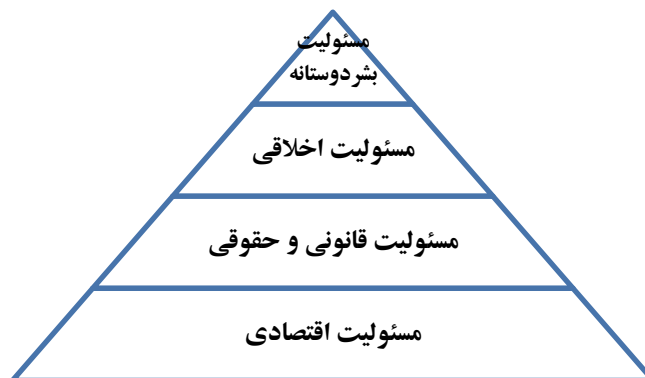 مسئولیت
بشردوستانه
مسئولیت اخلاقی
مسئولیت قانونی و حقوقی
مسئولیت اقتصادی